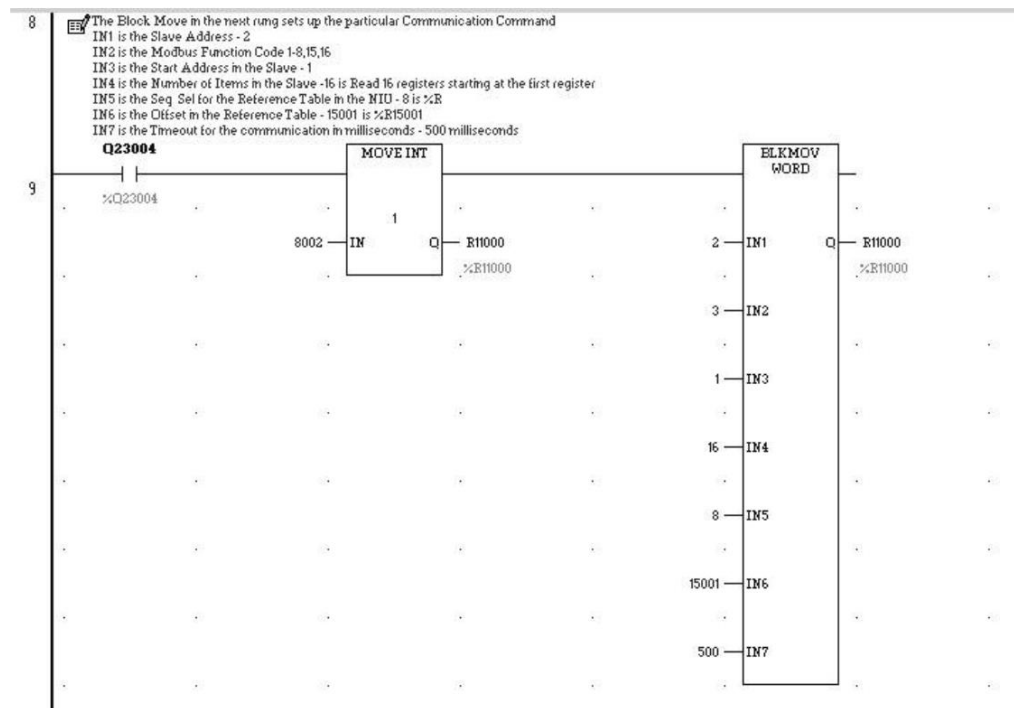 8
The Block Move in the next rung sets up the particular Communication Command
IN1 is the Slave Address - 2
IN2 is the Modbus Function Code 1-8,15,16
IN3 is the Start Address in the Slave - 1
IN4 is the Number of Items in the Slave -16 is Read 16 registers starting at the first register
IN5 is the Seg Sel for the Reference Table in the NIU - 8 is %R
IN6 is the Offset in the Reference Table - 15001 is %R15001
IN7 is the Timeout for the communication in milliseconds - 500 milliseconds
Q23004
MOVE INT
BLKMOV
WORD
9
%Q23004
1
8002 IN Q R11000
2 IN1 Q R11000
%R11000
%R11000
3 IN2
1 IN3
16 IN4
8 IN5
15001 IN6
500 IN7